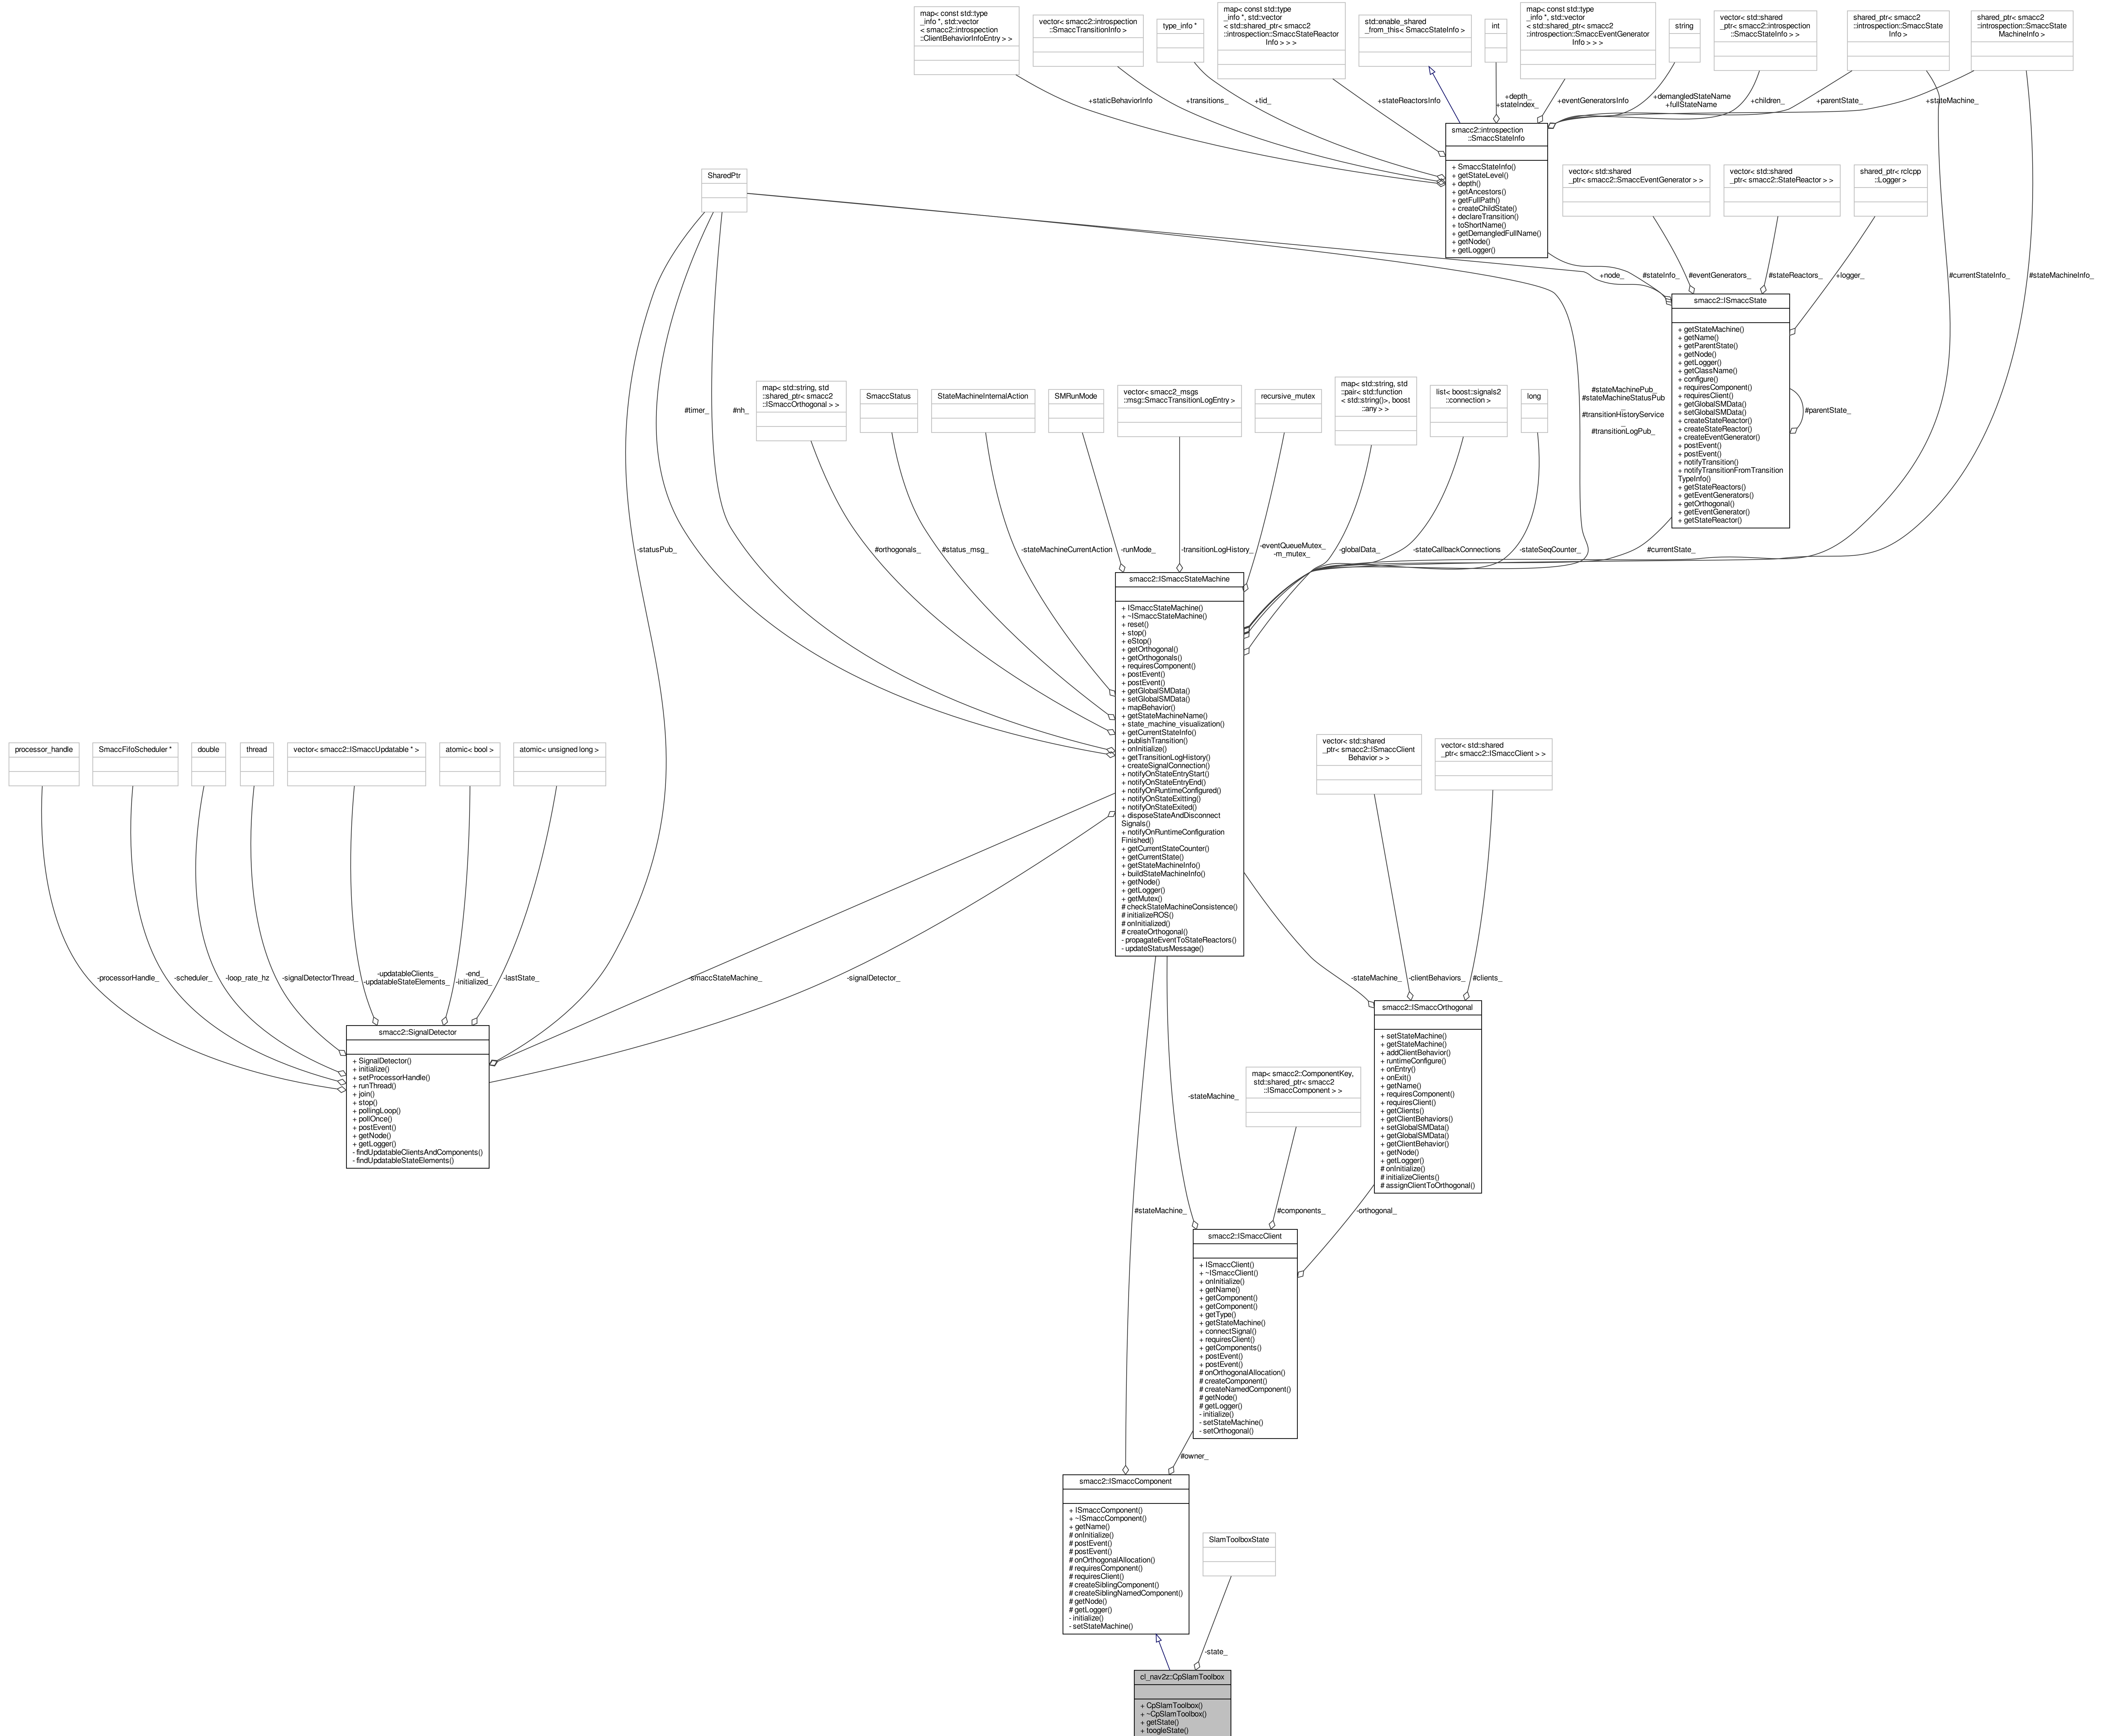 map< const std::type
_info *, std::vector
< smacc2::introspection
::ClientBehaviorInfoEntry > >
vector< smacc2::introspection
::SmaccTransitionInfo >
type_info *
map< const std::type
_info *, std::vector
< std::shared_ptr< smacc2
::introspection::SmaccStateReactor
Info > > >
std::enable_shared
_from_this< SmaccStateInfo >
int
map< const std::type
_info *, std::vector
< std::shared_ptr< smacc2
::introspection::SmaccEventGenerator
Info > > >
string
vector< std::shared
_ptr< smacc2::introspection
::SmaccStateInfo > >
shared_ptr< smacc2
::introspection::SmaccState
Info >
shared_ptr< smacc2
::introspection::SmaccState
MachineInfo >
+staticBehaviorInfo
+transitions_
+tid_
+stateReactorsInfo
+depth_
+stateIndex_
+eventGeneratorsInfo
+demangledStateName
+fullStateName
+children_
+parentState_
+stateMachine_
smacc2::introspection
::SmaccStateInfo
+ SmaccStateInfo()
+ getStateLevel()
+ depth()
+ getAncestors()
+ getFullPath()
+ createChildState()
+ declareTransition()
+ toShortName()
+ getDemangledFullName()
+ getNode()
+ getLogger()
SharedPtr
vector< std::shared
_ptr< smacc2::SmaccEventGenerator > >
vector< std::shared
_ptr< smacc2::StateReactor > >
shared_ptr< rclcpp
::Logger >
+node_
#stateInfo_
#eventGenerators_
#stateReactors_
+logger_
#currentStateInfo_
#stateMachineInfo_
smacc2::ISmaccState
+ getStateMachine()
+ getName()
+ getParentState()
+ getNode()
+ getLogger()
+ getClassName()
+ configure()
+ requiresComponent()
+ requiresClient()
+ getGlobalSMData()
+ setGlobalSMData()
+ createStateReactor()
+ createStateReactor()
+ createEventGenerator()
+ postEvent()
+ postEvent()
+ notifyTransition()
+ notifyTransitionFromTransition
TypeInfo()
+ getStateReactors()
+ getEventGenerators()
+ getOrthogonal()
+ getEventGenerator()
+ getStateReactor()
#parentState_
#timer_
#nh_
map< std::string, std
::shared_ptr< smacc2
::ISmaccOrthogonal > >
SmaccStatus
StateMachineInternalAction
SMRunMode
vector< smacc2_msgs
::msg::SmaccTransitionLogEntry >
recursive_mutex
map< std::string, std
::pair< std::function
< std::string()>, boost
::any > >
list< boost::signals2
::connection >
long
#stateMachinePub_
#stateMachineStatusPub
_
#transitionHistoryService
_
#transitionLogPub_
-statusPub_
#orthogonals_
#status_msg_
-stateMachineCurrentAction
-runMode_
-transitionLogHistory_
-eventQueueMutex_
-m_mutex_
-globalData_
-stateCallbackConnections
-stateSeqCounter_
#currentState_
smacc2::ISmaccStateMachine
+ ISmaccStateMachine()
+ ~ISmaccStateMachine()
+ reset()
+ stop()
+ eStop()
+ getOrthogonal()
+ getOrthogonals()
+ requiresComponent()
+ postEvent()
+ postEvent()
+ getGlobalSMData()
+ setGlobalSMData()
+ mapBehavior()
+ getStateMachineName()
+ state_machine_visualization()
+ getCurrentStateInfo()
+ publishTransition()
+ onInitialize()
+ getTransitionLogHistory()
+ createSignalConnection()
+ notifyOnStateEntryStart()
+ notifyOnStateEntryEnd()
+ notifyOnRuntimeConfigured()
+ notifyOnStateExitting()
+ notifyOnStateExited()
+ disposeStateAndDisconnect
Signals()
+ notifyOnRuntimeConfiguration
Finished()
+ getCurrentStateCounter()
+ getCurrentState()
+ getStateMachineInfo()
+ buildStateMachineInfo()
+ getNode()
+ getLogger()
+ getMutex()
# checkStateMachineConsistence()
# initializeROS()
# onInitialized()
# createOrthogonal()
- propagateEventToStateReactors()
- updateStatusMessage()
processor_handle
SmaccFifoScheduler *
double
thread
vector< smacc2::ISmaccUpdatable * >
atomic< bool >
atomic< unsigned long >
vector< std::shared
_ptr< smacc2::ISmaccClient
Behavior > >
vector< std::shared
_ptr< smacc2::ISmaccClient > >
-processorHandle_
-scheduler_
-loop_rate_hz
-signalDetectorThread_
-updatableClients_
-updatableStateElements_
-end_
-initialized_
-lastState_
-smaccStateMachine_
-signalDetector_
-stateMachine_
-clientBehaviors_
#clients_
smacc2::SignalDetector
+ SignalDetector()
+ initialize()
+ setProcessorHandle()
+ runThread()
+ join()
+ stop()
+ pollingLoop()
+ pollOnce()
+ postEvent()
+ getNode()
+ getLogger()
- findUpdatableClientsAndComponents()
- findUpdatableStateElements()
smacc2::ISmaccOrthogonal
+ setStateMachine()
+ getStateMachine()
+ addClientBehavior()
+ runtimeConfigure()
+ onEntry()
+ onExit()
+ getName()
+ requiresComponent()
+ requiresClient()
+ getClients()
+ getClientBehaviors()
+ setGlobalSMData()
+ getGlobalSMData()
+ getClientBehavior()
+ getNode()
+ getLogger()
# onInitialize()
# initializeClients()
# assignClientToOrthogonal()
-stateMachine_
map< smacc2::ComponentKey,
std::shared_ptr< smacc2
::ISmaccComponent > >
#stateMachine_
#components_
-orthogonal_
smacc2::ISmaccClient
+ ISmaccClient()
+ ~ISmaccClient()
+ onInitialize()
+ getName()
+ getComponent()
+ getComponent()
+ getType()
+ getStateMachine()
+ connectSignal()
+ requiresClient()
+ getComponents()
+ postEvent()
+ postEvent()
# onOrthogonalAllocation()
# createComponent()
# createNamedComponent()
# getNode()
# getLogger()
- initialize()
- setStateMachine()
- setOrthogonal()
#owner_
smacc2::ISmaccComponent
+ ISmaccComponent()
+ ~ISmaccComponent()
+ getName()
# onInitialize()
# postEvent()
# postEvent()
# onOrthogonalAllocation()
# requiresComponent()
# requiresClient()
# createSiblingComponent()
# createSiblingNamedComponent()
# getNode()
# getLogger()
- initialize()
- setStateMachine()
SlamToolboxState
-state_
cl_nav2z::CpSlamToolbox
+ CpSlamToolbox()
+ ~CpSlamToolbox()
+ getState()
+ toogleState()